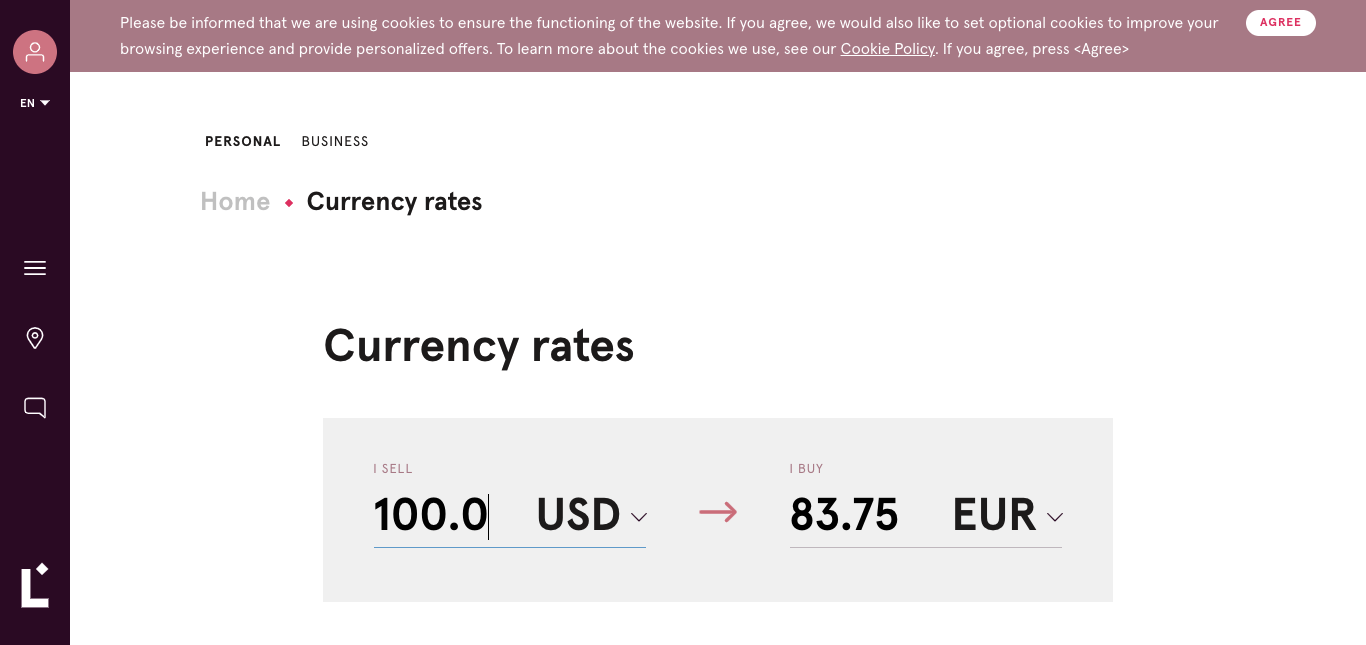 Please be informed that we are using cookies to ensure the functioning of the website. If you agree, we would also like to set optional cookies to improve your
browsing experience and provide personalized offers. To learn more about the cookies we use, see our Cookie Policy. If you agree, press <Agree>
AGREE
EN
PERSONAL BUSINESS
Home Currency rates
Currency rates
I SELL
100.0 USD
I BUY
83.75 EUR
L